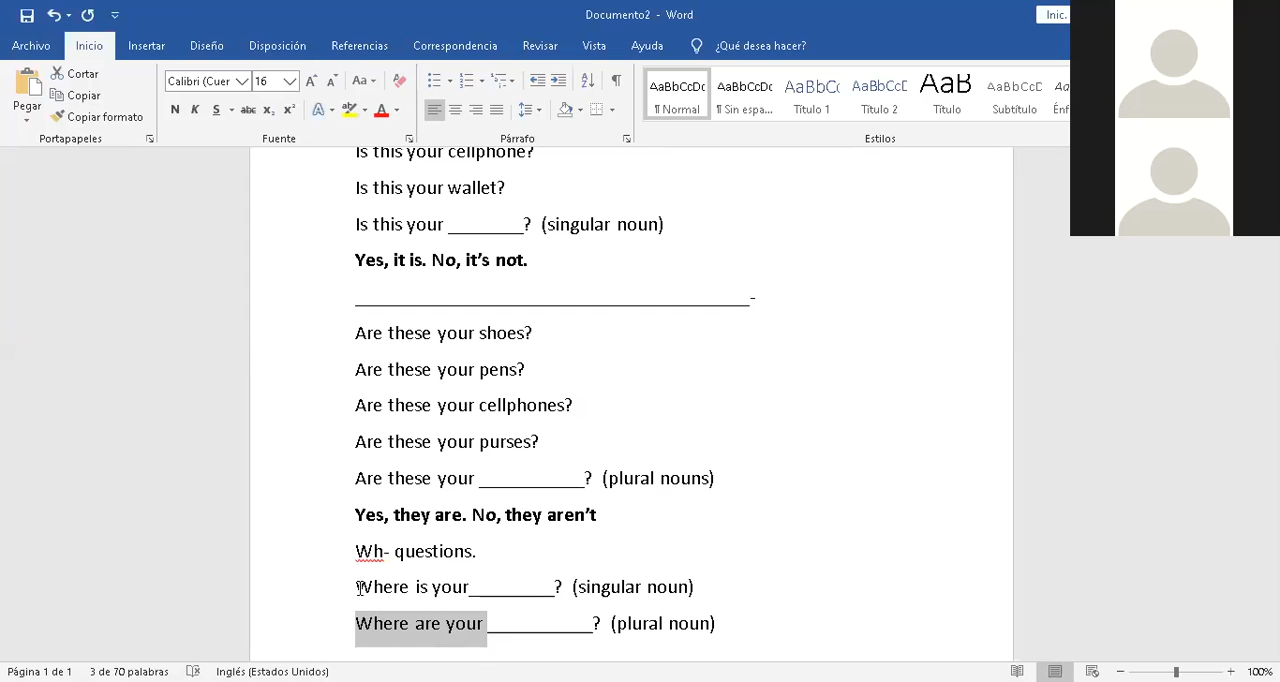 Documento2 - Word
Inic.
Archivo Inicio Insertar Diseño Disposición Referencias Correspondencia Revisar Vista Ayuda ¿Qué desea hacer?
Pegar
Cortar
Copiar
Copiar formato
Calibri (Cuer 16
N K S abc x₂ x²
AaBbCcDc ¶ Normal
AaBbCcDc ¶ Sin espa...
AaBbCc Título 1
AaBbCcD Título 2
AaB Título
AaBbCcD Subtítulo
Portapapeles Fuente Párrafo Estilos
Is this your cellphone?
Is this your wallet?
Is this your ________? (singular noun)
Yes, it is. No, it’s not.
__________________________________________-
Are these your shoes?
Are these your pens?
Are these your cellphones?
Are these your purses?
Are these your ___________? (plural nouns)
Yes, they are. No, they aren’t
Wh- questions.
Where is your_________? (singular noun)
Where are your ___________? (plural noun)
Página 1 de 1 3 de 70 palabras Inglés (Estados Unidos) 100%